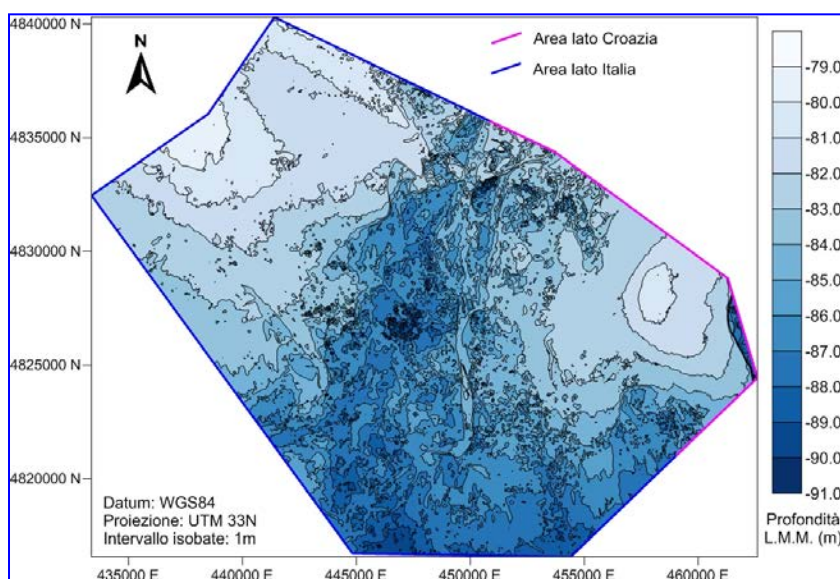 4840000 N
4835000 N
4830000 N
4825000 N
4820000 N
N
Area lato Croazia
Area lato Italia
Datum: WGS84
Proiezione: UTM 33N
Intervallo isobate: 1m
435000 E
440000 E
445000 E
450000 E
455000 E
460000 E
-79.0
-80.0
-81.0
-82.0
-83.0
-84.0
-85.0
-86.0
-87.0
-88.0
-89.0
-90.0
-91.0
Profondità
L.M.M. (m)